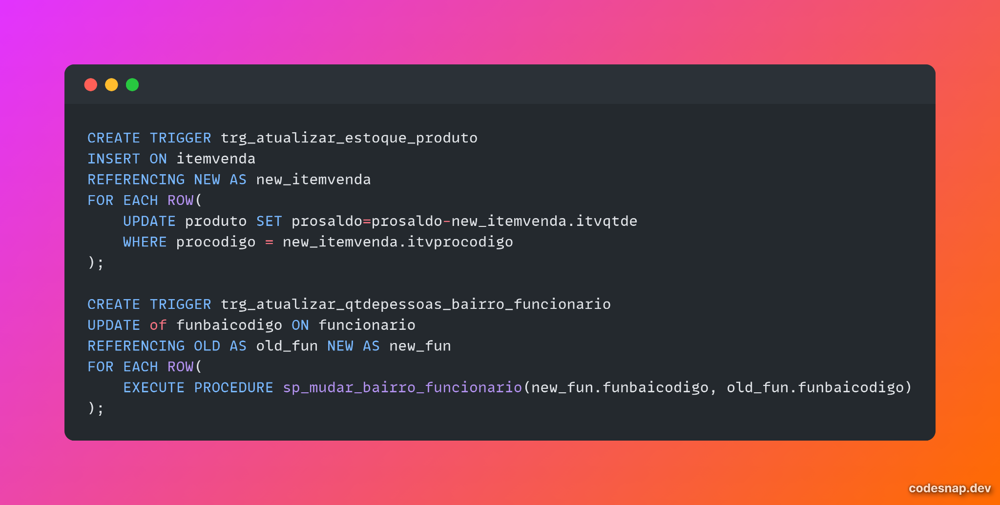 CREATE TRIGGER trg_atualizar_estoque_produto
INSERT ON itemvenda
REFERENCING NEW AS new_itemvenda
FOR EACH ROW(
    UPDATE produto SET prosaldo=prosaldo-new_itemvenda.itvqtde
    WHERE procodigo = new_itemvenda.itvprocodigo
);

CREATE TRIGGER trg_atualizar_qtdepessoas_bairro_funcionario
UPDATE of funbaicodigo ON funcionario
REFERENCING OLD AS old_fun NEW AS new_fun
FOR EACH ROW(
    EXECUTE PROCEDURE sp_mudar_bairro_funcionario(new_fun.funbaicodigo, old_fun.funbaicodigo)
);
codesnap.dev